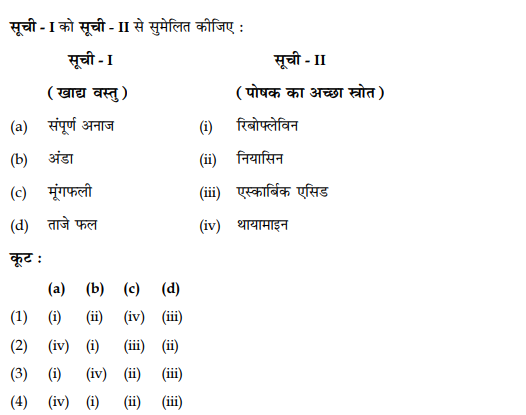 सूची - I को सूची - II से सुमेलित कीजिए :
सूची - I सूची - II
( खाद्य वस्तु ) ( पोषक का अच्छा स्त्रोत )
(a) संपूर्ण अनाज (i) रिबोफ्लेविन
(b) अंडा (ii) नियासिन
(c) मूंगफली (iii) एस्कार्बिक एसिड
(d) ताजे फल (iv) थायामाइन
कूट :
(a) (b) (c) (d)
(1) (i) (ii) (iv) (iii)
(2) (iv) (i) (iii) (ii)
(3) (i) (iv) (ii) (iii)
(4) (iv) (i) (ii) (iii)